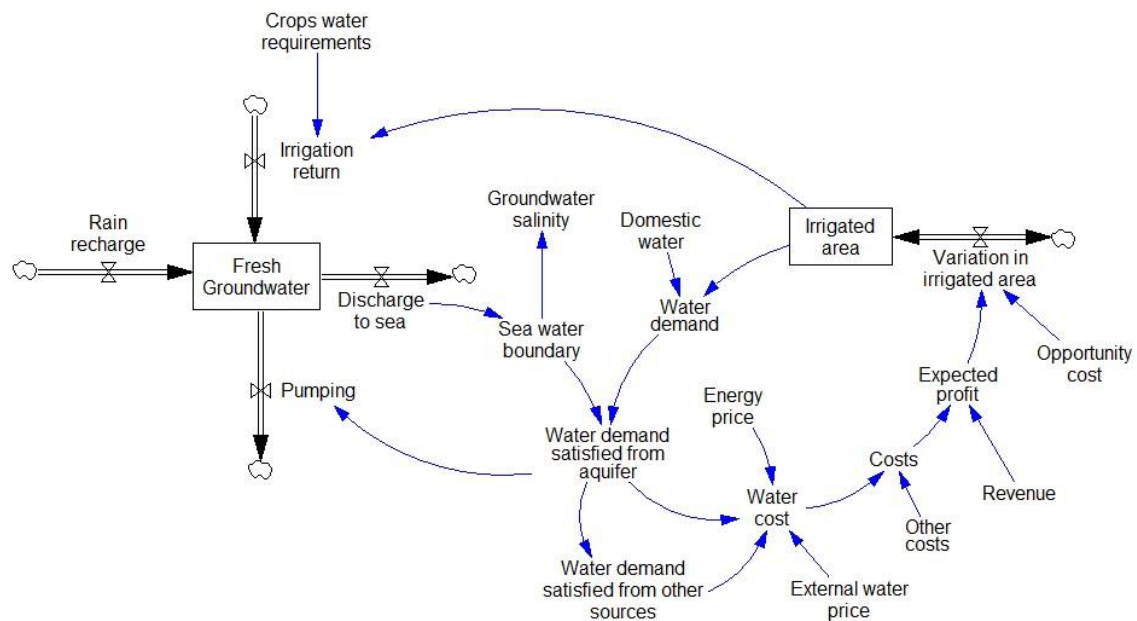 Crops water
requirements
Irrigation
return
Rain
recharge
Fresh
Groundwater
Discharge
to sea
Groundwater
salinity
Sea water
boundary
Domestic
water
Water
demand
Irrigated
area
Variation in
irrigated area
Opportunity
cost
Expected
profit
Pumping
Energy
price
Water demand
satisfied from
aquifer
Costs
Revenue
Water
cost
Other
costs
Water demand
satisfied from other
sources
External water
price